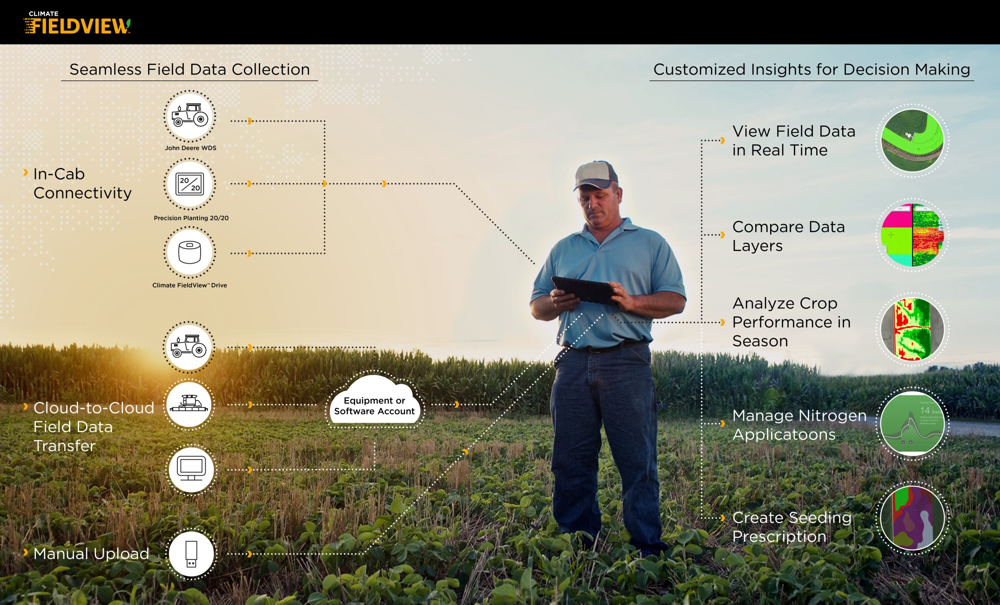 CLIMATE
FIELDVIEW™
Seamless Field Data Collection
John Deere WDS
In-Cab
Connectivity
20
20
Precision Planting 20/20
Climate FieldView™ Drive
Cloud-to-Cloud
Field Data
Transfer
Equipment or
Software Account
Manual Upload
Customized Insights for Decision Making
View Field Data
in Real Time
Compare Data
Layers
Analyze Crop
Performance in
Season
Manage Nitrogen
Applicatoons
14 lbs/a
Create Seeding
Prescription